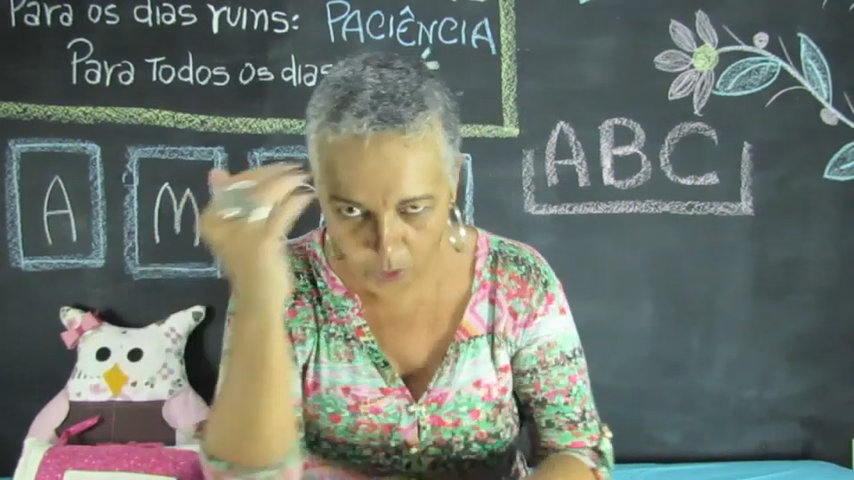 Para os dias ruins: PACIÊNCIA
Para Todos os dias
A M
ABC